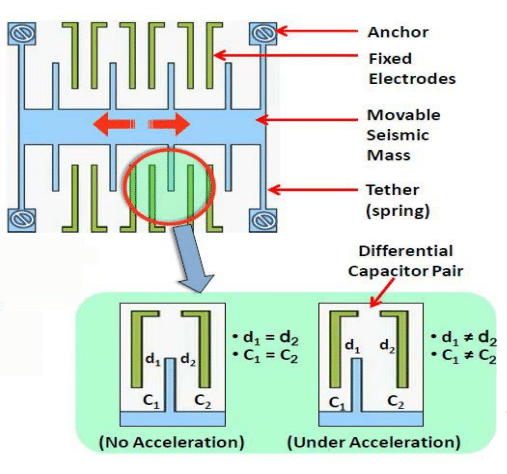 Anchor
Fixed
Electrodes
Movable
Seismic
Mass
Tether
(spring)
Differential
Capacitor Pair
d₁ d₂
C₁ C₂
• d₁ = d₂
• C₁ = C₂
(No Acceleration)
d₁ d₂
C₁ C₂
• d₁ ≠ d₂
• C₁ ≠ C₂
(Under Acceleration)